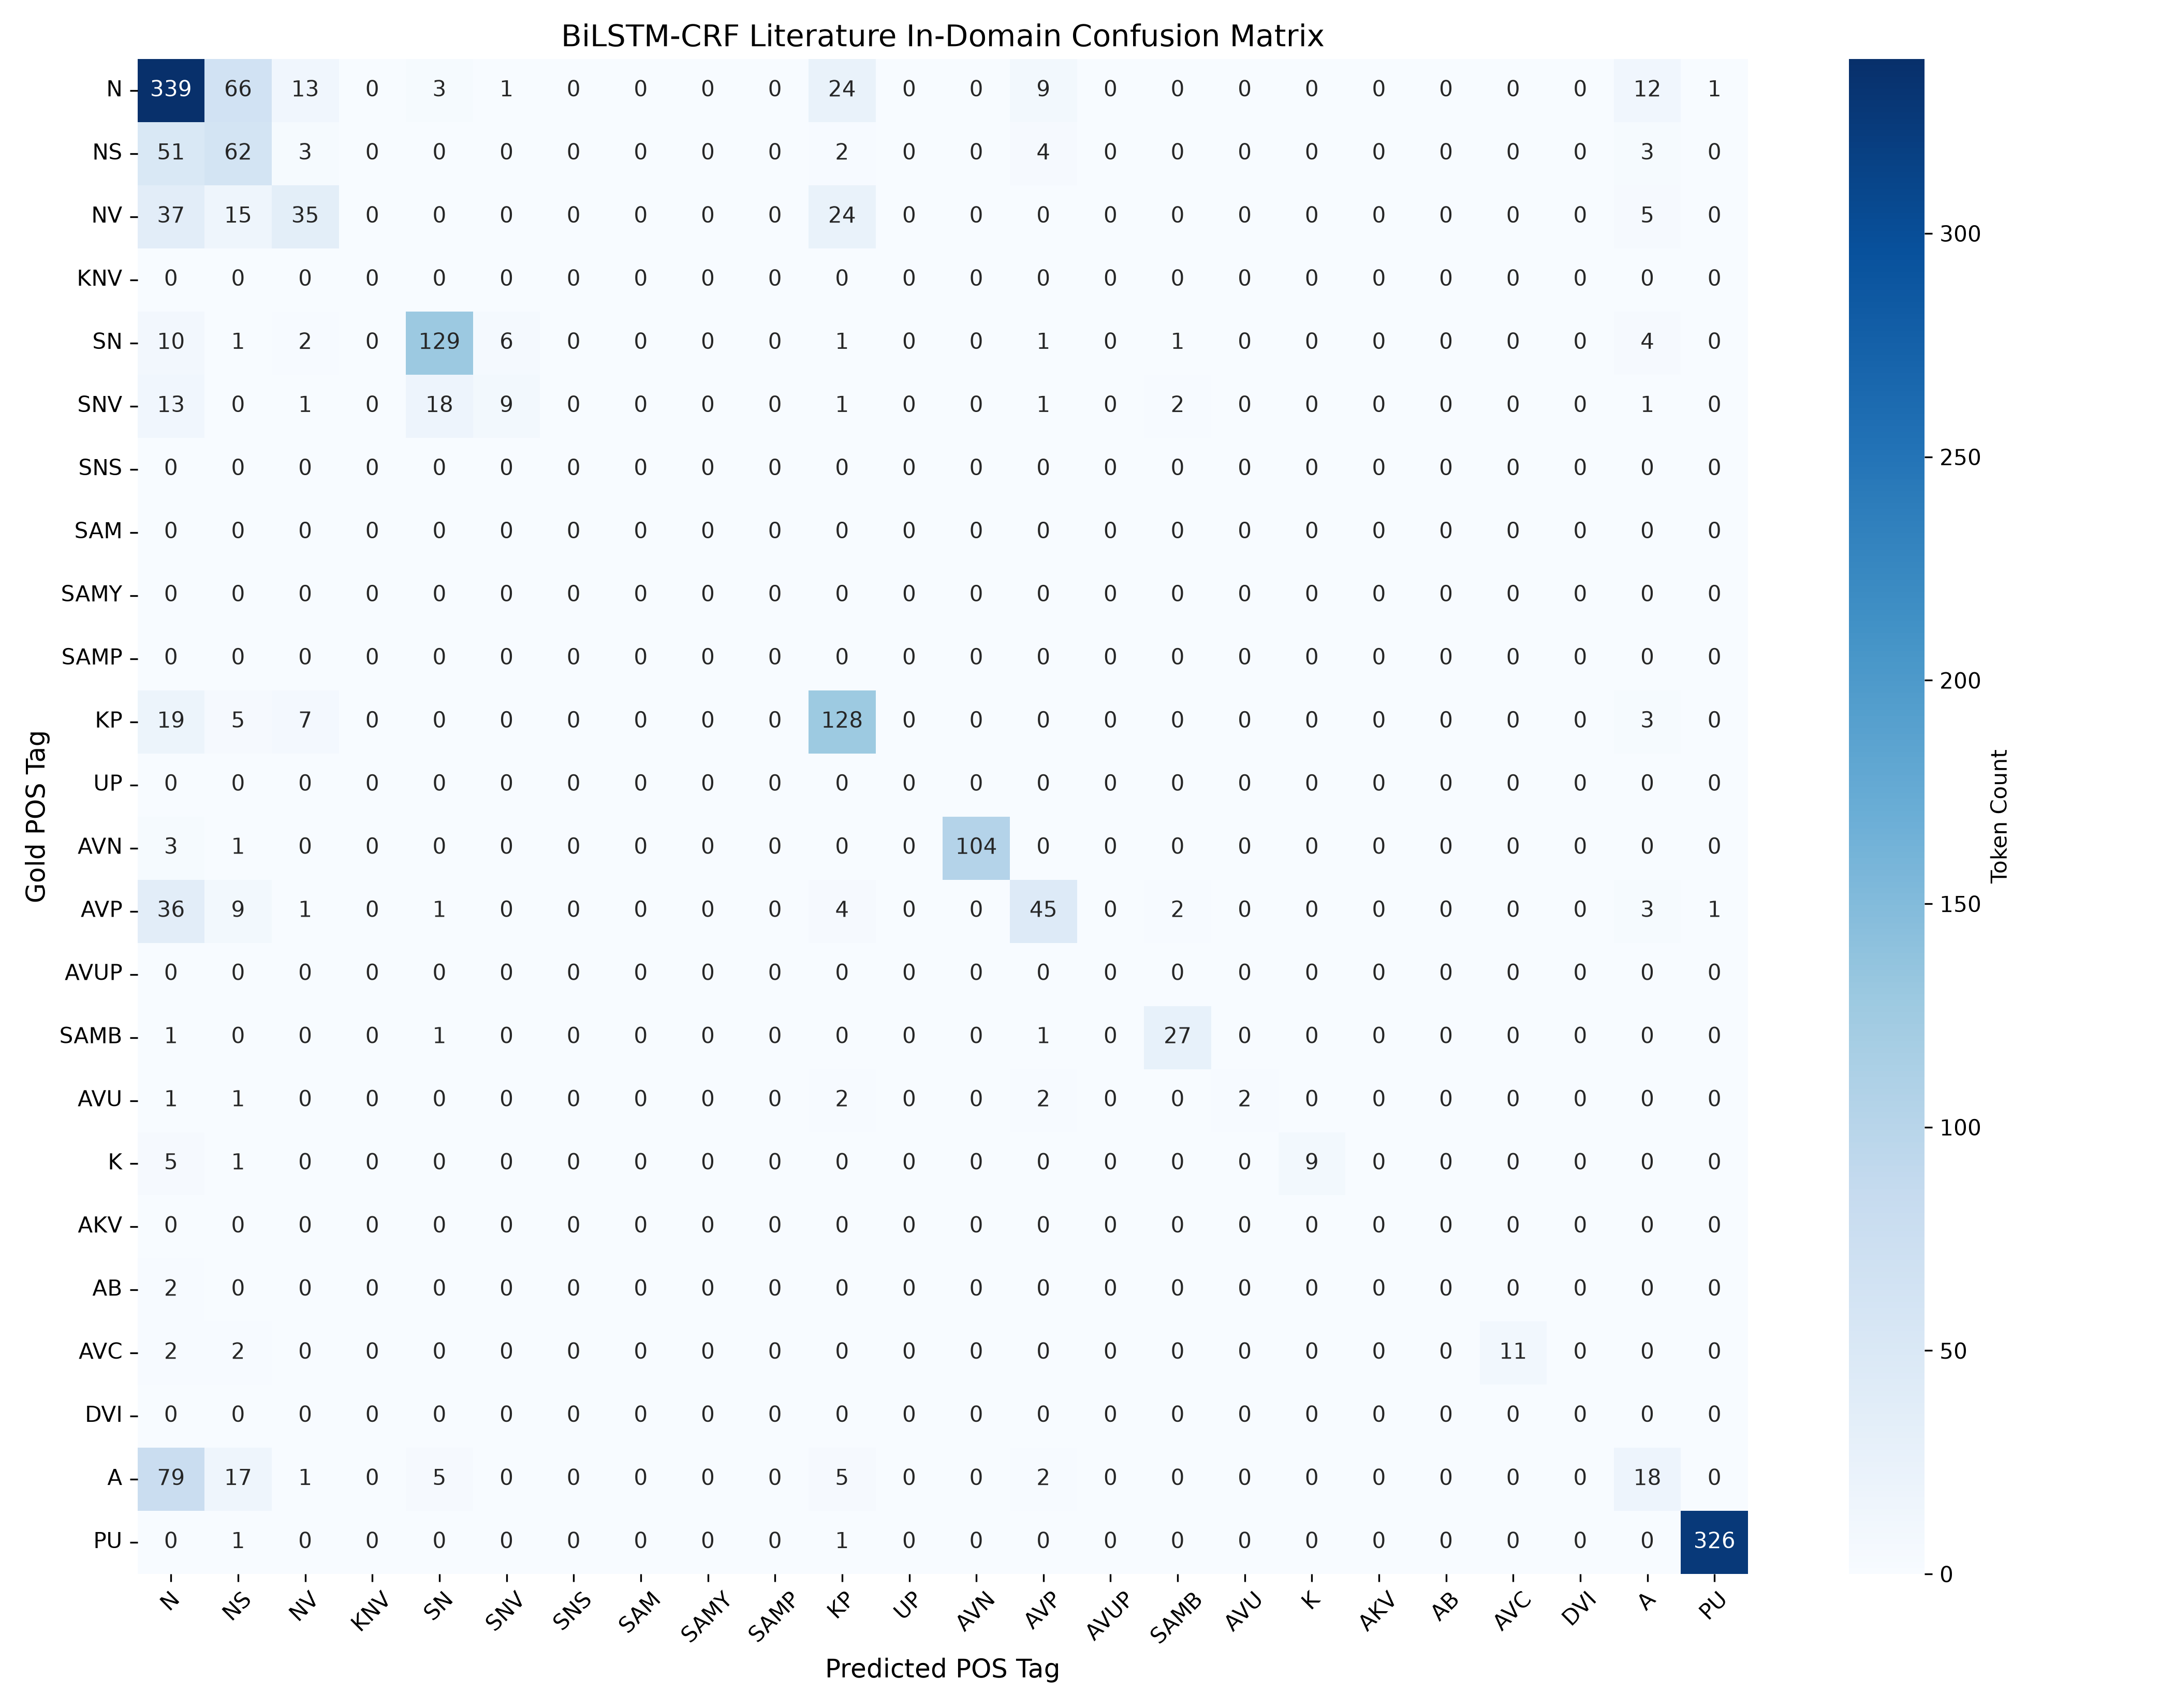 BiLSTM-CRF Literature In-Domain Confusion Matrix
N 339 66 13 0 3 1 0 0 0 0 24 0 0 9 0 0 0 0 0 0 0 0 12 1
NS 51 62 3 0 0 0 0 0 0 0 2 0 0 4 0 0 0 0 0 0 0 0 3 0
NV 37 15 35 0 0 0 0 0 0 0 24 0 0 0 0 0 0 0 0 0 0 0 5 0
KNV 0 0 0 0 0 0 0 0 0 0 0 0 0 0 0 0 0 0 0 0 0 0 0 0
SN 10 1 2 0 129 6 0 0 0 0 1 0 0 1 0 1 0 0 0 0 0 0 4 0
SNV 13 0 1 0 18 9 0 0 0 0 1 0 0 1 0 2 0 0 0 0 0 0 1 0
SNS 0 0 0 0 0 0 0 0 0 0 0 0 0 0 0 0 0 0 0 0 0 0 0 0
SAM 0 0 0 0 0 0 0 0 0 0 0 0 0 0 0 0 0 0 0 0 0 0 0 0
SAMY 0 0 0 0 0 0 0 0 0 0 0 0 0 0 0 0 0 0 0 0 0 0 0 0
SAMP 0 0 0 0 0 0 0 0 0 0 0 0 0 0 0 0 0 0 0 0 0 0 0 0
KP 19 5 7 0 0 0 0 0 0 0 128 0 0 0 0 0 0 0 0 0 0 0 3 0
UP 0 0 0 0 0 0 0 0 0 0 0 0 0 0 0 0 0 0 0 0 0 0 0 0
AVN 3 1 0 0 0 0 0 0 0 0 0 0 104 0 0 0 0 0 0 0 0 0 0 0
AVP 36 9 1 0 1 0 0 0 0 0 4 0 0 45 0 2 0 0 0 0 0 0 3 1
AVUP 0 0 0 0 0 0 0 0 0 0 0 0 0 0 0 0 0 0 0 0 0 0 0 0
SAMB 1 0 0 0 1 0 0 0 0 0 0 0 0 1 0 27 0 0 0 0 0 0 0 0
AVU 1 1 0 0 0 0 0 0 0 0 2 0 0 2 0 0 2 0 0 0 0 0 0 0
K 5 1 0 0 0 0 0 0 0 0 0 0 0 0 0 0 0 9 0 0 0 0 0 0
AKV 0 0 0 0 0 0 0 0 0 0 0 0 0 0 0 0 0 0 0 0 0 0 0 0
AB 2 0 0 0 0 0 0 0 0 0 0 0 0 0 0 0 0 0 0 0 0 0 0 0
AVC 2 2 0 0 0 0 0 0 0 0 0 0 0 0 0 0 0 0 0 0 11 0 0 0
DVI 0 0 0 0 0 0 0 0 0 0 0 0 0 0 0 0 0 0 0 0 0 0 0 0
A 79 17 1 0 5 0 0 0 0 0 5 0 0 2 0 0 0 0 0 0 0 0 18 0
PU 0 1 0 0 0 0 0 0 0 0 1 0 0 0 0 0 0 0 0 0 0 0 0 326
N NS NV KNV SN SNV SNS SAM SAMY SAMP KP UP AVN AVP AVUP SAMB AVU K AKV AB AVC DVI A PU
Predicted POS Tag
Gold POS Tag
300
250
200
150
100
50
0
Token Count